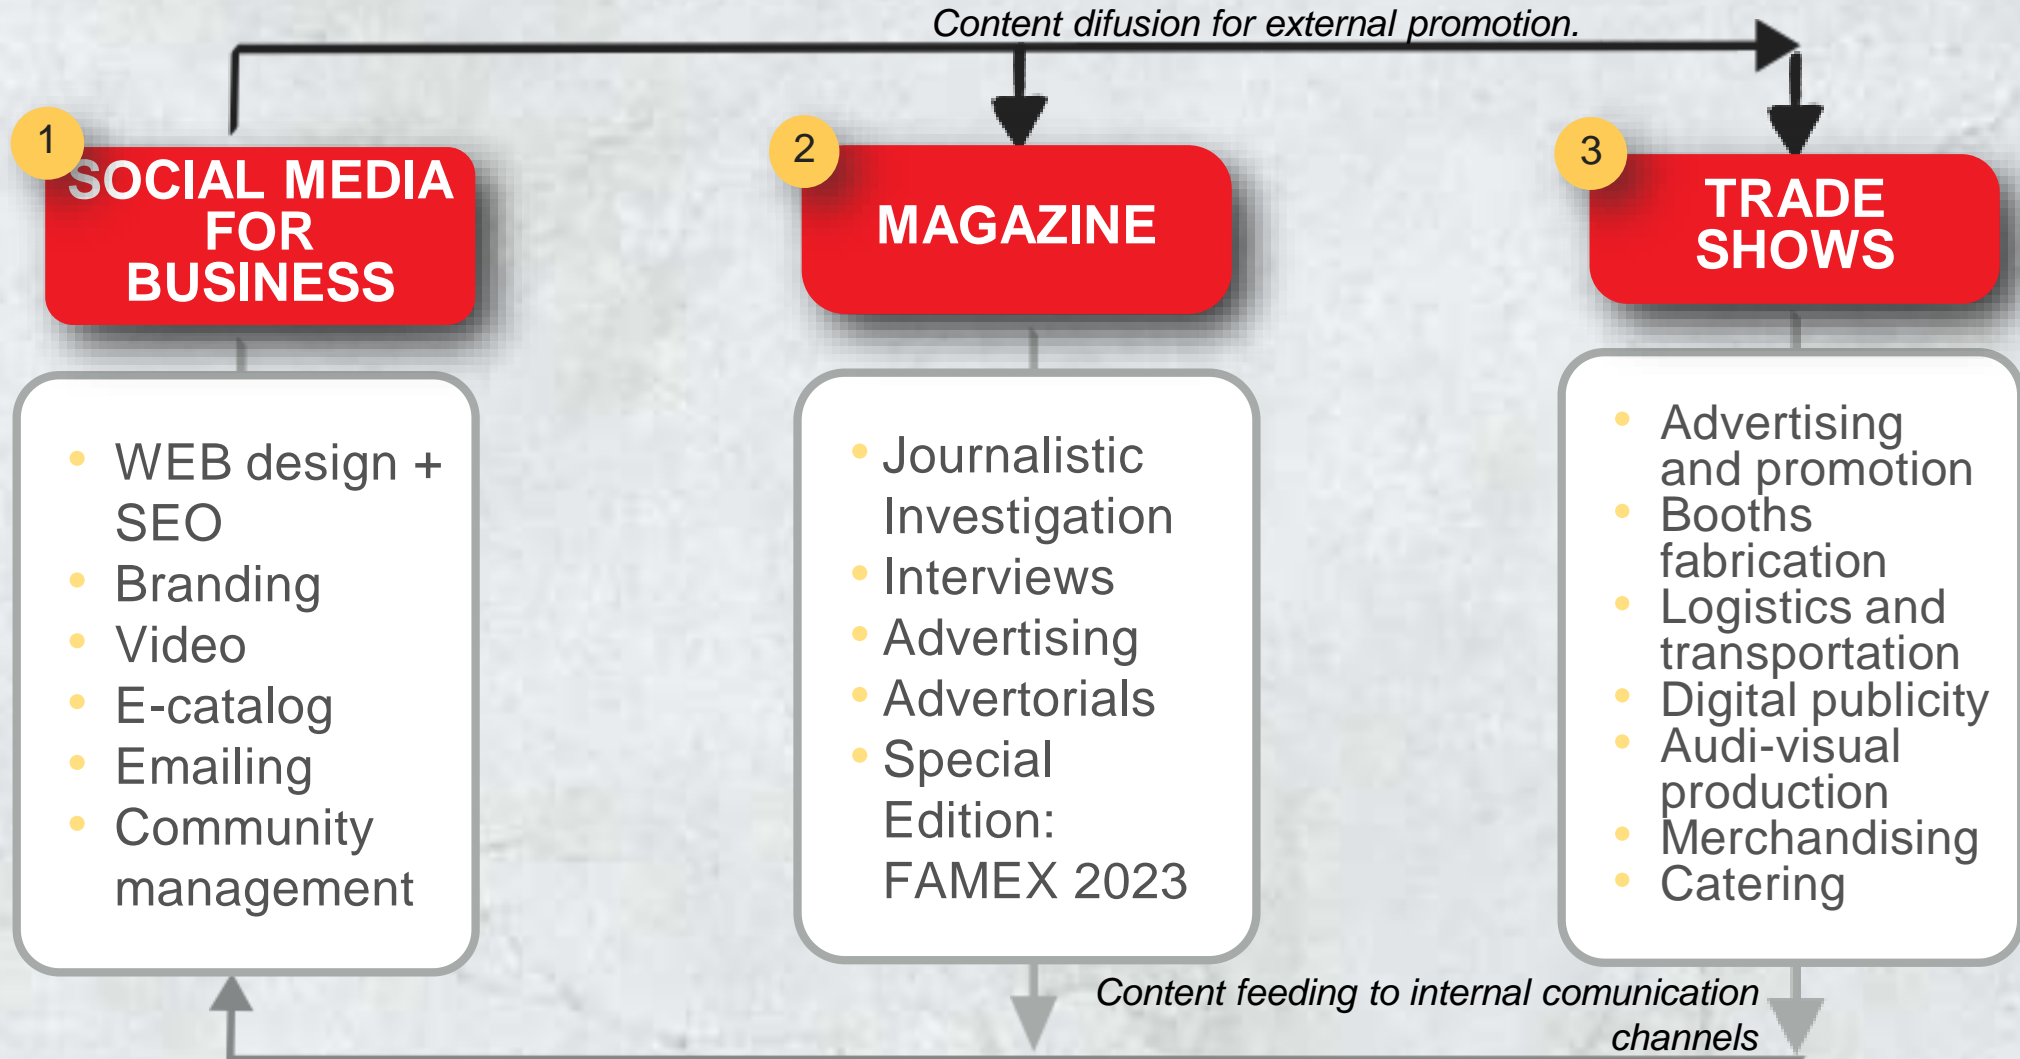 Content difusion for external promotion.
1
SOCIAL MEDIA
FOR
BUSINESS
WEB design +
SEO
Branding
Video
E-catalog
Emailing
Community
management
2
MAGAZINE
Journalistic
Investigation
Interviews
Advertising
Advertorials
Special
Edition:
FAMEX 2023
3
TRADE
SHOWS
Advertising
and promotion
Booths
fabrication
Logistics and
transportation
Digital publicity
Audi-visual
production
Merchandising
Catering
Content feeding to internal comunication
channels